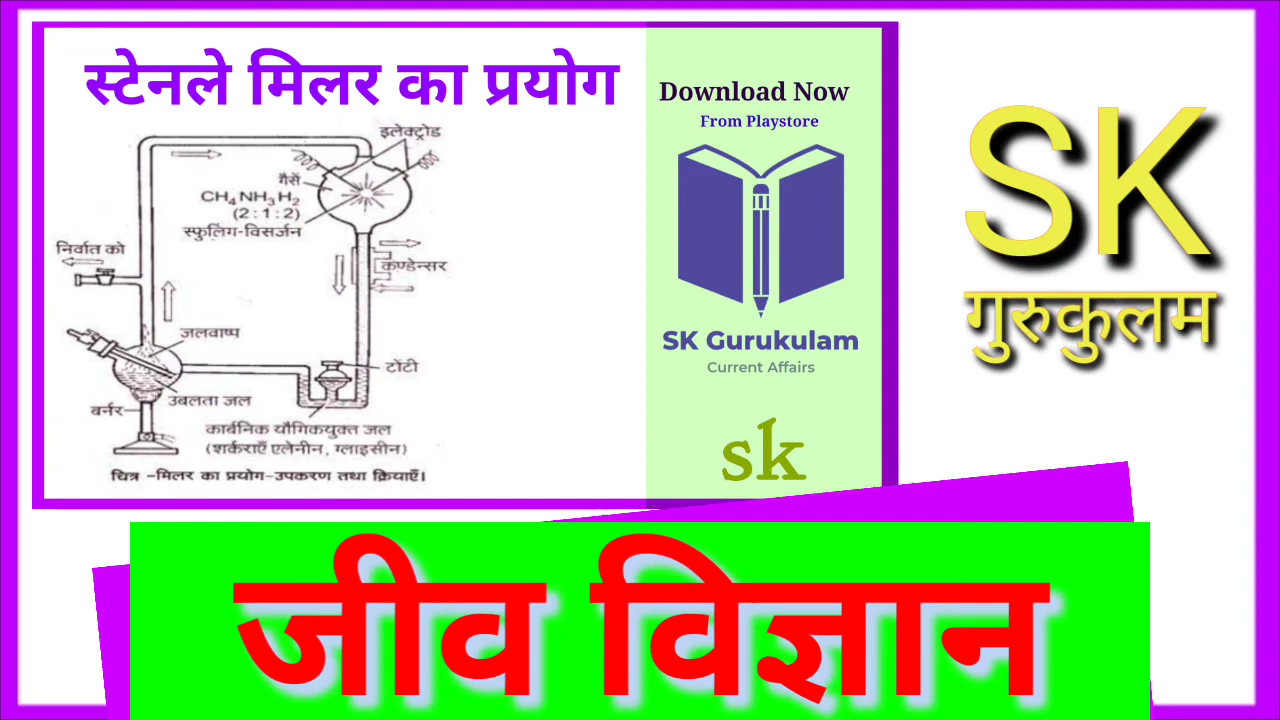 स्टेनले मिलर का प्रयोग
इलेक्ट्रोड
गैसें
CH₄ NH₃ H₂
(2:1:2)
स्फुलिंग-विसर्जन
निर्वात को
कण्डेन्सर
जलवाष्प
टोंटी
उबलता जल
बर्नर
कार्बनिक यौगिकयुक्त जल
(शर्कराएँ एलेनीन, ग्लाइसीन)
चित्र -मिलर का प्रयोग-उपकरण तथा क्रियाएँ।
Download Now
From Playstore
SK Gurukulam
Current Affairs
sk
SK
गुरुकुलम
जीव विज्ञान